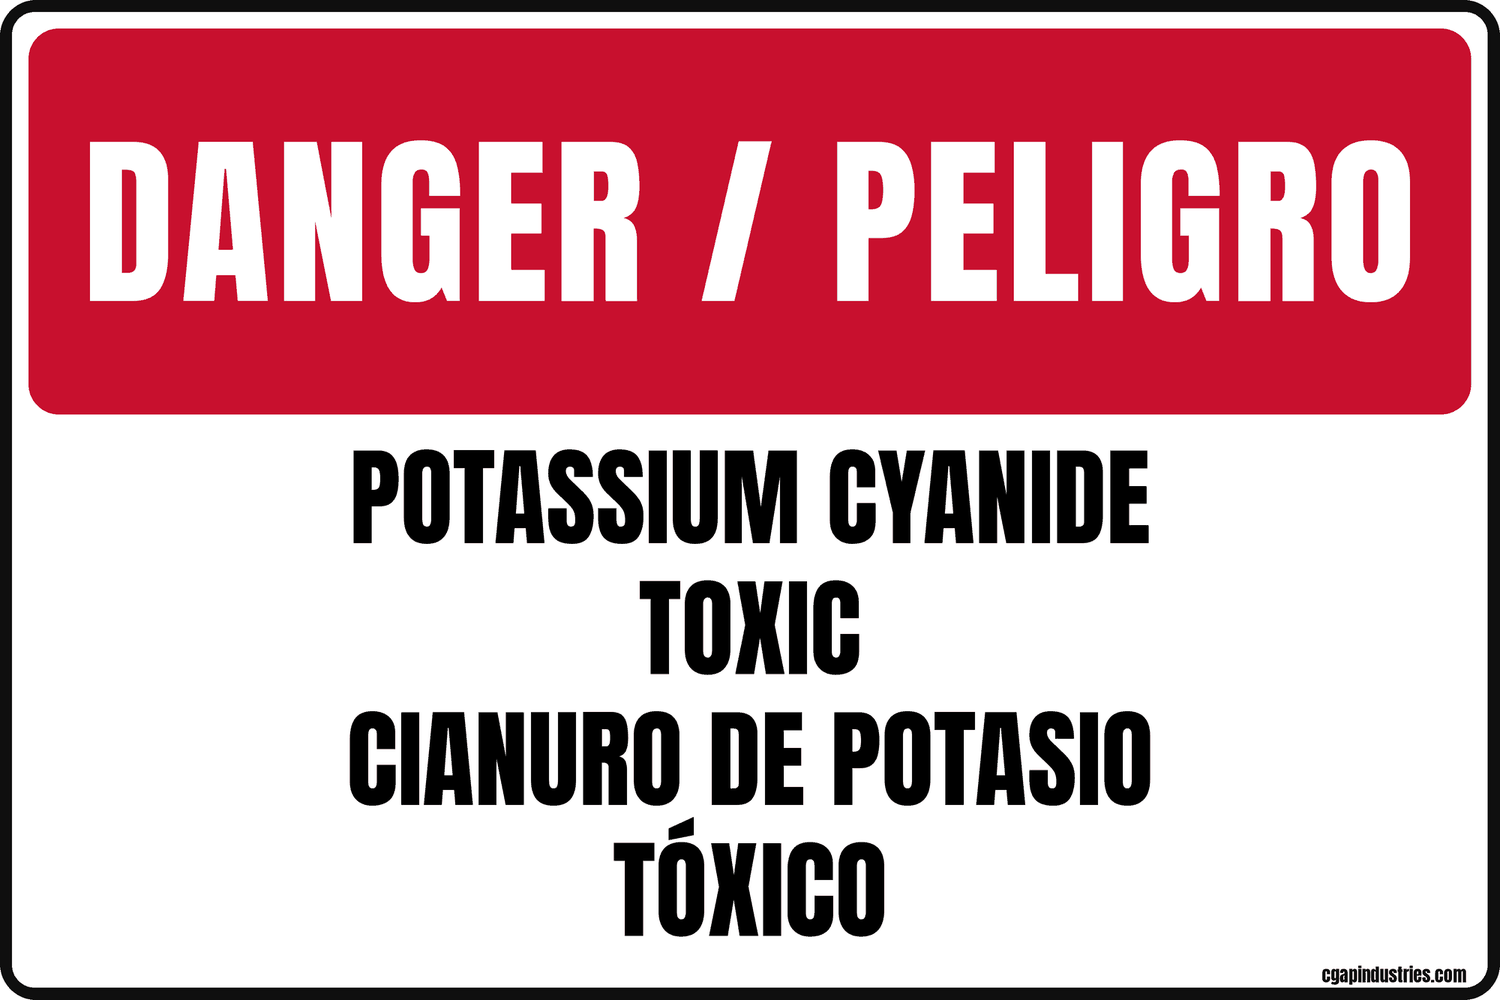 DANGER / PELIGRO
POTASSIUM CYANIDE
TOXIC
CIANURO DE POTASIO
TÓXICO
cgapindustries.com